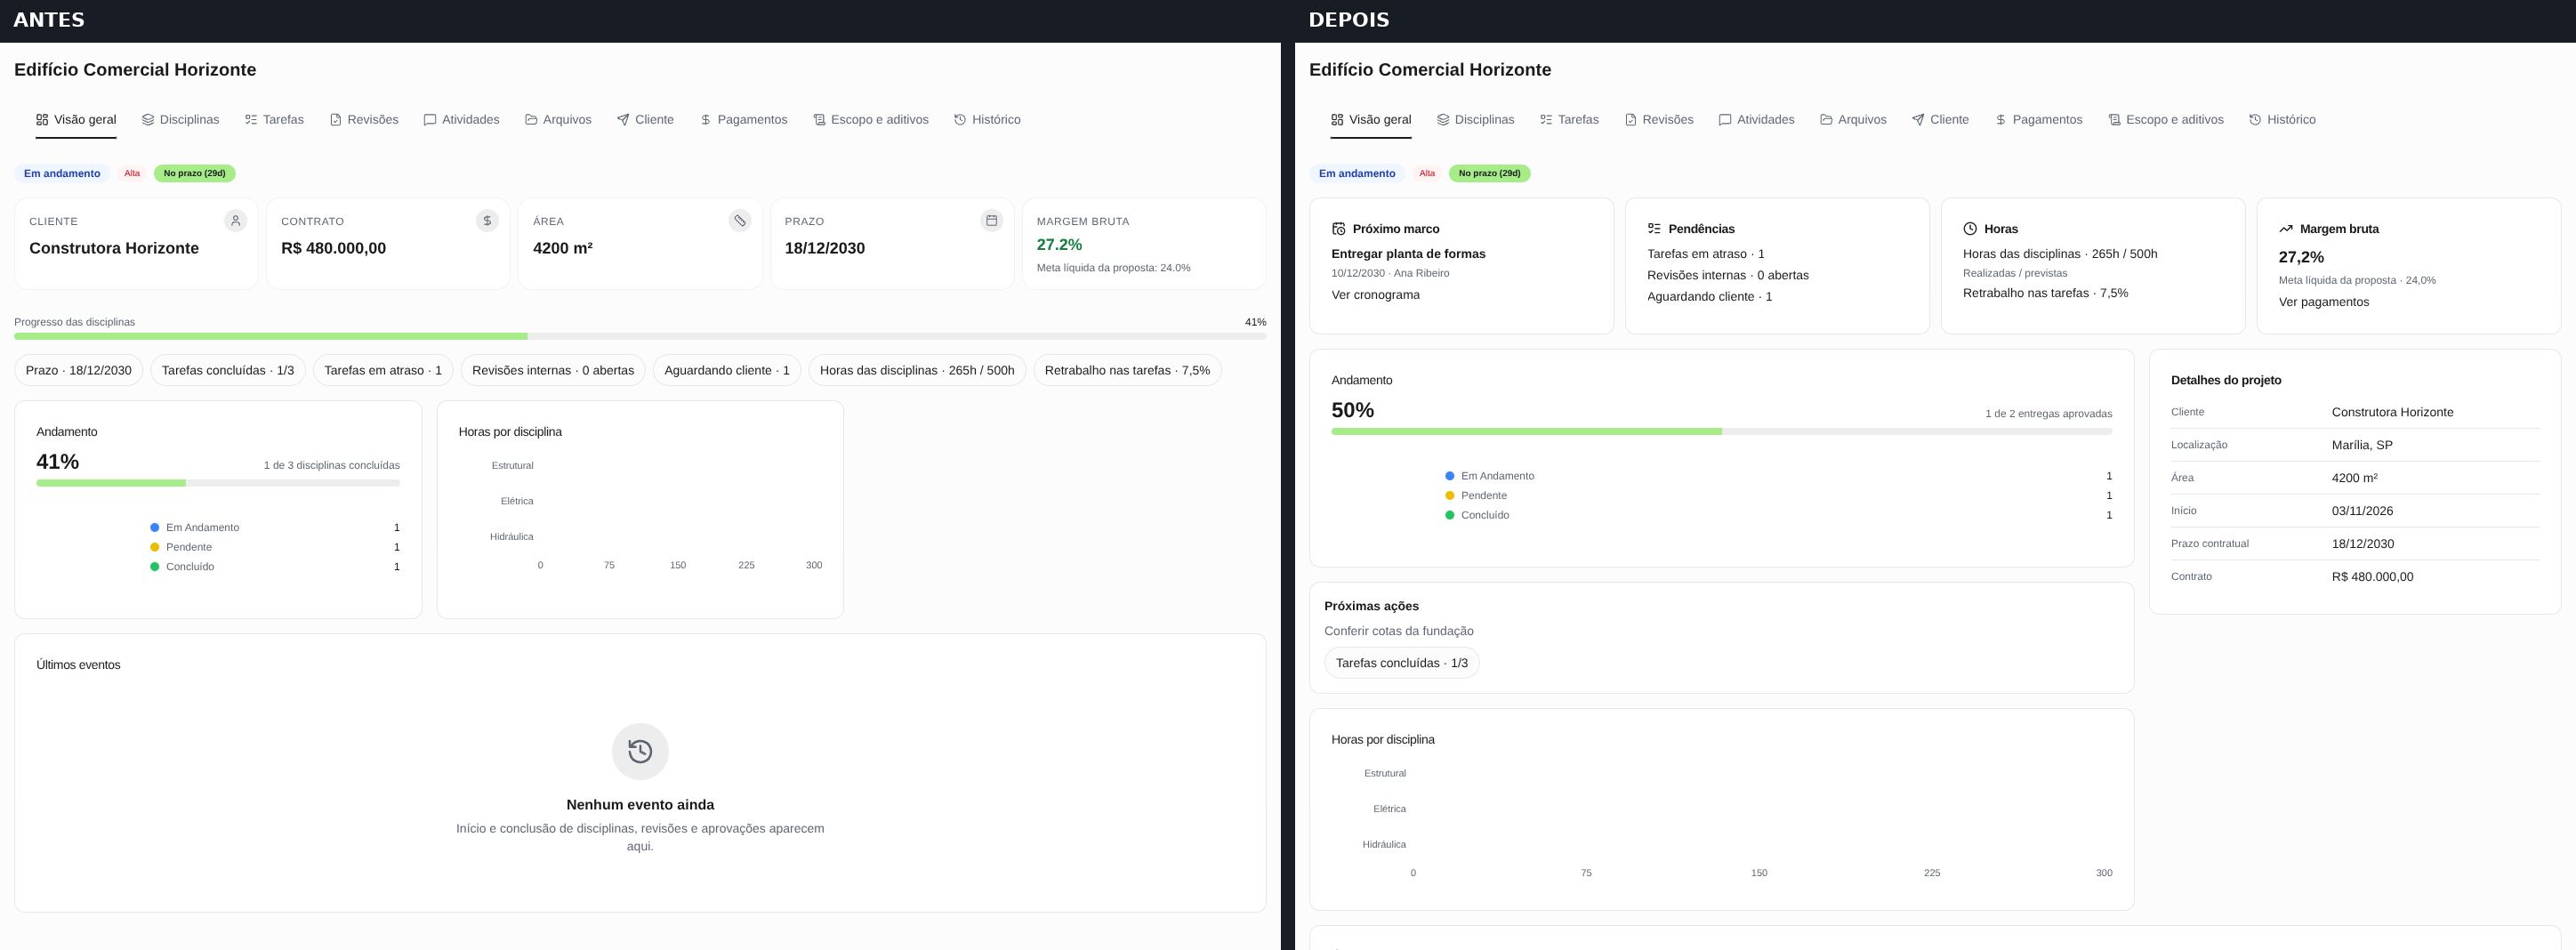 ANTES
Edifício Comercial Horizonte
Visão geral Disciplinas Tarefas Revisões Atividades Arquivos Cliente Pagamentos Escopo e aditivos Histórico
Em andamento Alta No prazo (29d)
CLIENTE
Construtora Horizonte
CONTRATO
R$ 480.000,00
ÁREA
4200 m²
PRAZO
18/12/2030
MARGEM BRUTA
27.2%
Meta líquida da proposta: 24.0%
Progresso das disciplinas 41%
Prazo · 18/12/2030 Tarefas concluídas · 1/3 Tarefas em atraso · 1 Revisões internas · 0 abertas Aguardando cliente · 1 Horas das disciplinas · 265h / 500h Retrabalho nas tarefas · 7,5%
Andamento
41% 1 de 3 disciplinas concluídas
Em Andamento 1
Pendente 1
Concluído 1
Horas por disciplina
Estrutural
Elétrica
Hidráulica
0 75 150 225 300
Últimos eventos
Nenhum evento ainda
Início e conclusão de disciplinas, revisões e aprovações aparecem
aqui.
DEPOIS
Edifício Comercial Horizonte
Visão geral Disciplinas Tarefas Revisões Atividades Arquivos Cliente Pagamentos Escopo e aditivos Histórico
Em andamento Alta No prazo (29d)
Próximo marco
Entregar planta de formas
10/12/2030 · Ana Ribeiro
Ver cronograma
Pendências
Tarefas em atraso · 1
Revisões internas · 0 abertas
Aguardando cliente · 1
Horas
Horas das disciplinas · 265h / 500h
Realizadas / previstas
Retrabalho nas tarefas · 7,5%
Margem bruta
27,2%
Meta líquida da proposta · 24,0%
Ver pagamentos
Andamento
50% 1 de 2 entregas aprovadas
Em Andamento 1
Pendente 1
Concluído 1
Detalhes do projeto
Cliente Construtora Horizonte
Localização Marília, SP
Área 4200 m²
Início 03/11/2026
Prazo contratual 18/12/2030
Contrato R$ 480.000,00
Próximas ações
Conferir cotas da fundação
Tarefas concluídas · 1/3
Horas por disciplina
Estrutural
Elétrica
Hidráulica
0 75 150 225 300